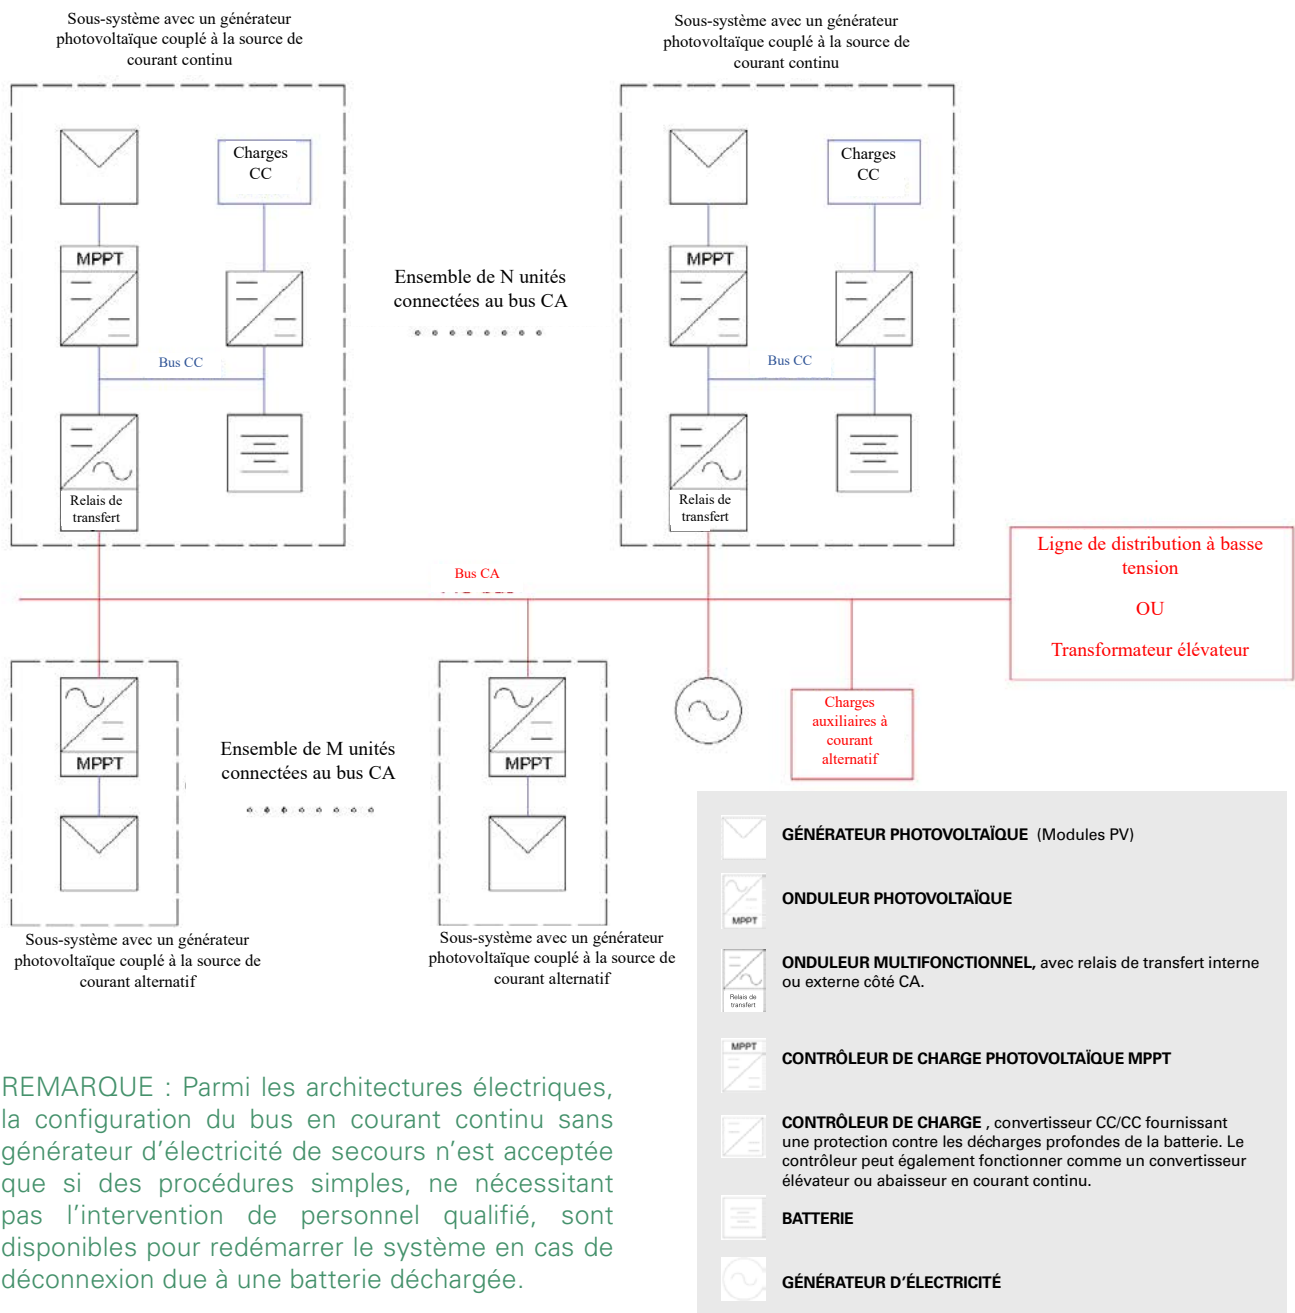 Sous-système avec un générateur
photovoltaïque couplé à la source de
courant continu
Sous-système avec un générateur
photovoltaïque couplé à la source de
courant continu
Charges
CC
MPPT
Bus CC
Relais de
transfert
Ensemble de N unités
connectées au bus CA
Charges
CC
MPPT
Bus CC
Relais de
transfert
Bus CA
Ligne de distribution à basse
tension
OU
Transformateur élévateur
MPPT
Ensemble de M unités
connectées au bus CA
MPPT
Charges
auxiliaires à
courant
alternatif
Sous-système avec un générateur
photovoltaïque couplé à la source de
courant alternatif
Sous-système avec un générateur
photovoltaïque couplé à la source de
courant alternatif
GÉNÉRATEUR PHOTOVOLTAÏQUE (Modules PV)
MPPT
ONDULEUR PHOTOVOLTAÏQUE
Relais de
transfert
ONDULEUR MULTIFONCTIONNEL, avec relais de transfert interne
ou externe côté CA.
MPPT
CONTRÔLEUR DE CHARGE PHOTOVOLTAÏQUE MPPT
CONTRÔLEUR DE CHARGE , convertisseur CC/CC fournissant
une protection contre les décharges profondes de la batterie. Le
contrôleur peut également fonctionner comme un convertisseur
élévateur ou abaisseur en courant continu.
BATTERIE
GÉNÉRATEUR D'ÉLECTRICITÉ
REMARQUE : Parmi les architectures électriques,
la configuration du bus en courant continu sans
générateur d'électricité de secours n'est acceptée
que si des procédures simples, ne nécessitant
pas l'intervention de personnel qualifié, sont
disponibles pour redémarrer le système en cas de
déconnexion due à une batterie déchargée.